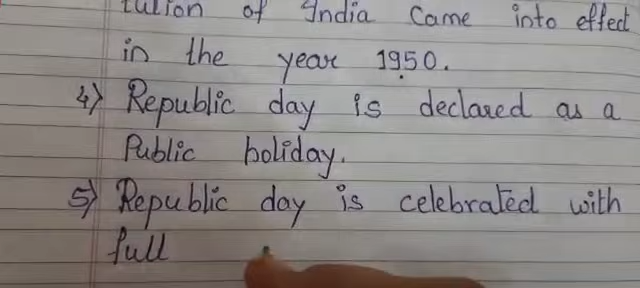 tution of India came into effect
in the year 1950.
4) Republic day is declared as a
Public holiday.
5) Republic day is celebrated with
full